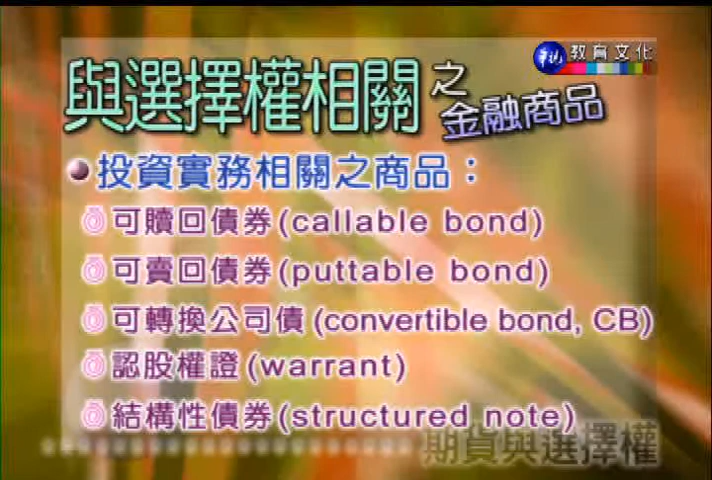 與選擇權相關之金融商品
華視 教育文化
投資實務相關之商品：
可贖回債券(callable bond)
可賣回債券(puttable bond)
可轉換公司債(convertible bond, CB)
認股權證(warrant)
結構性債券(structured note)
期貨與選擇權